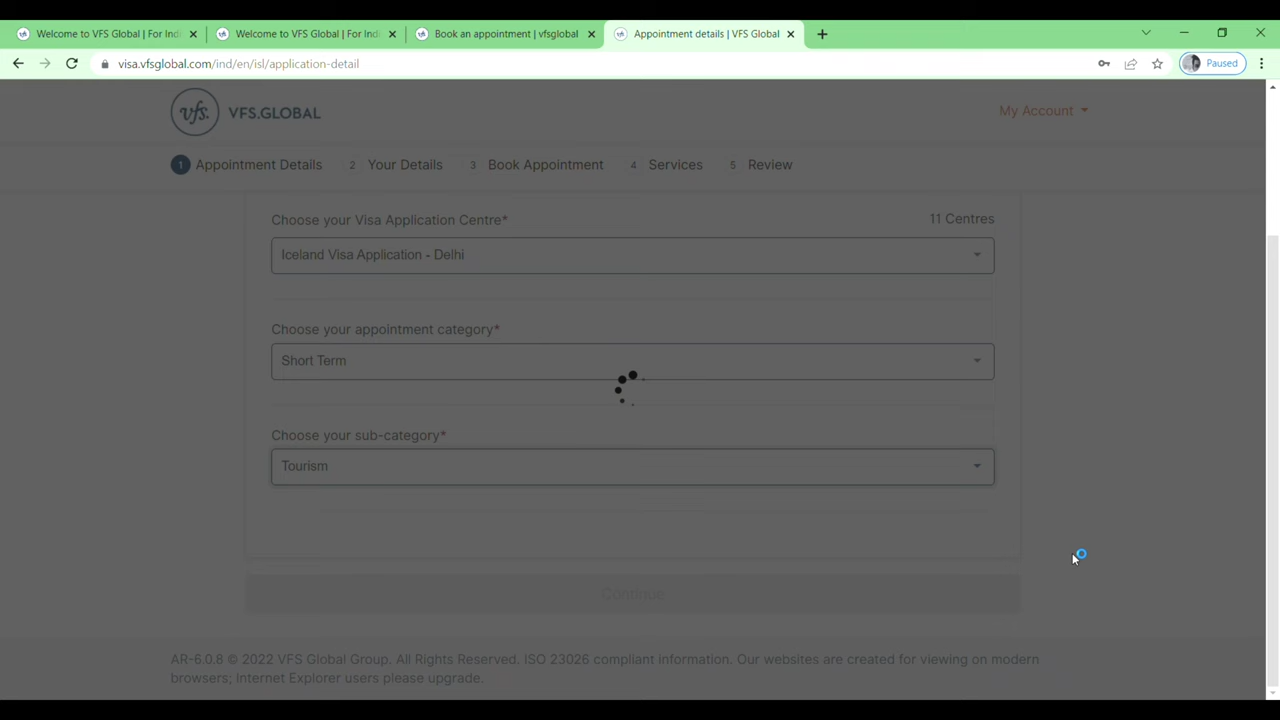 Welcome to VFS Global | For Indi
Welcome to VFS Global | For Indi
Book an appointment | vfsglobal
Appointment details | VFS Global
visa.vfsglobal.com/ind/en/isl/application-detail
Paused
vfs.
VFS.GLOBAL
My Account
1 Appointment Details
2 Your Details
3 Book Appointment
4 Services
5 Review
Choose your Visa Application Centre*
11 Centres
Iceland Visa Application - Delhi
Choose your appointment category*
Short Term
Choose your sub-category*
Tourism
Continue
AR-6.0.8 © 2022 VFS Global Group. All Rights Reserved. ISO 23026 compliant information. Our websites are created for viewing on modern
browsers; Internet Explorer users please upgrade.